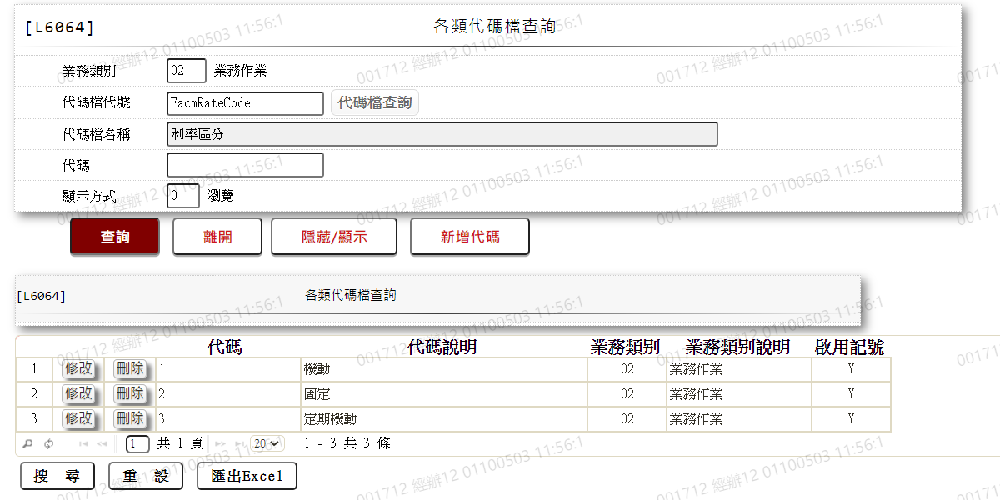 [L6064] 各類代碼檔查詢
業務類別 02 業務作業
代碼檔代號 FacmRateCode 代碼檔查詢
代碼檔名稱 利率區分
代碼
顯示方式 0 瀏覽
查詢 離開 隱藏/顯示 新增代碼
[L6064] 各類代碼檔查詢
代碼 代碼說明 業務類別 業務類別說明 啟用記號
1 修改 刪除 1 機動 02 業務作業 Y
2 修改 刪除 2 固定 02 業務作業 Y
3 修改 刪除 3 定期機動 02 業務作業 Y
1 共 1 頁 20 1 - 3 共 3 條
搜 尋 重 設 匯出Excel
001712 經辦12 01100503 11:56:1